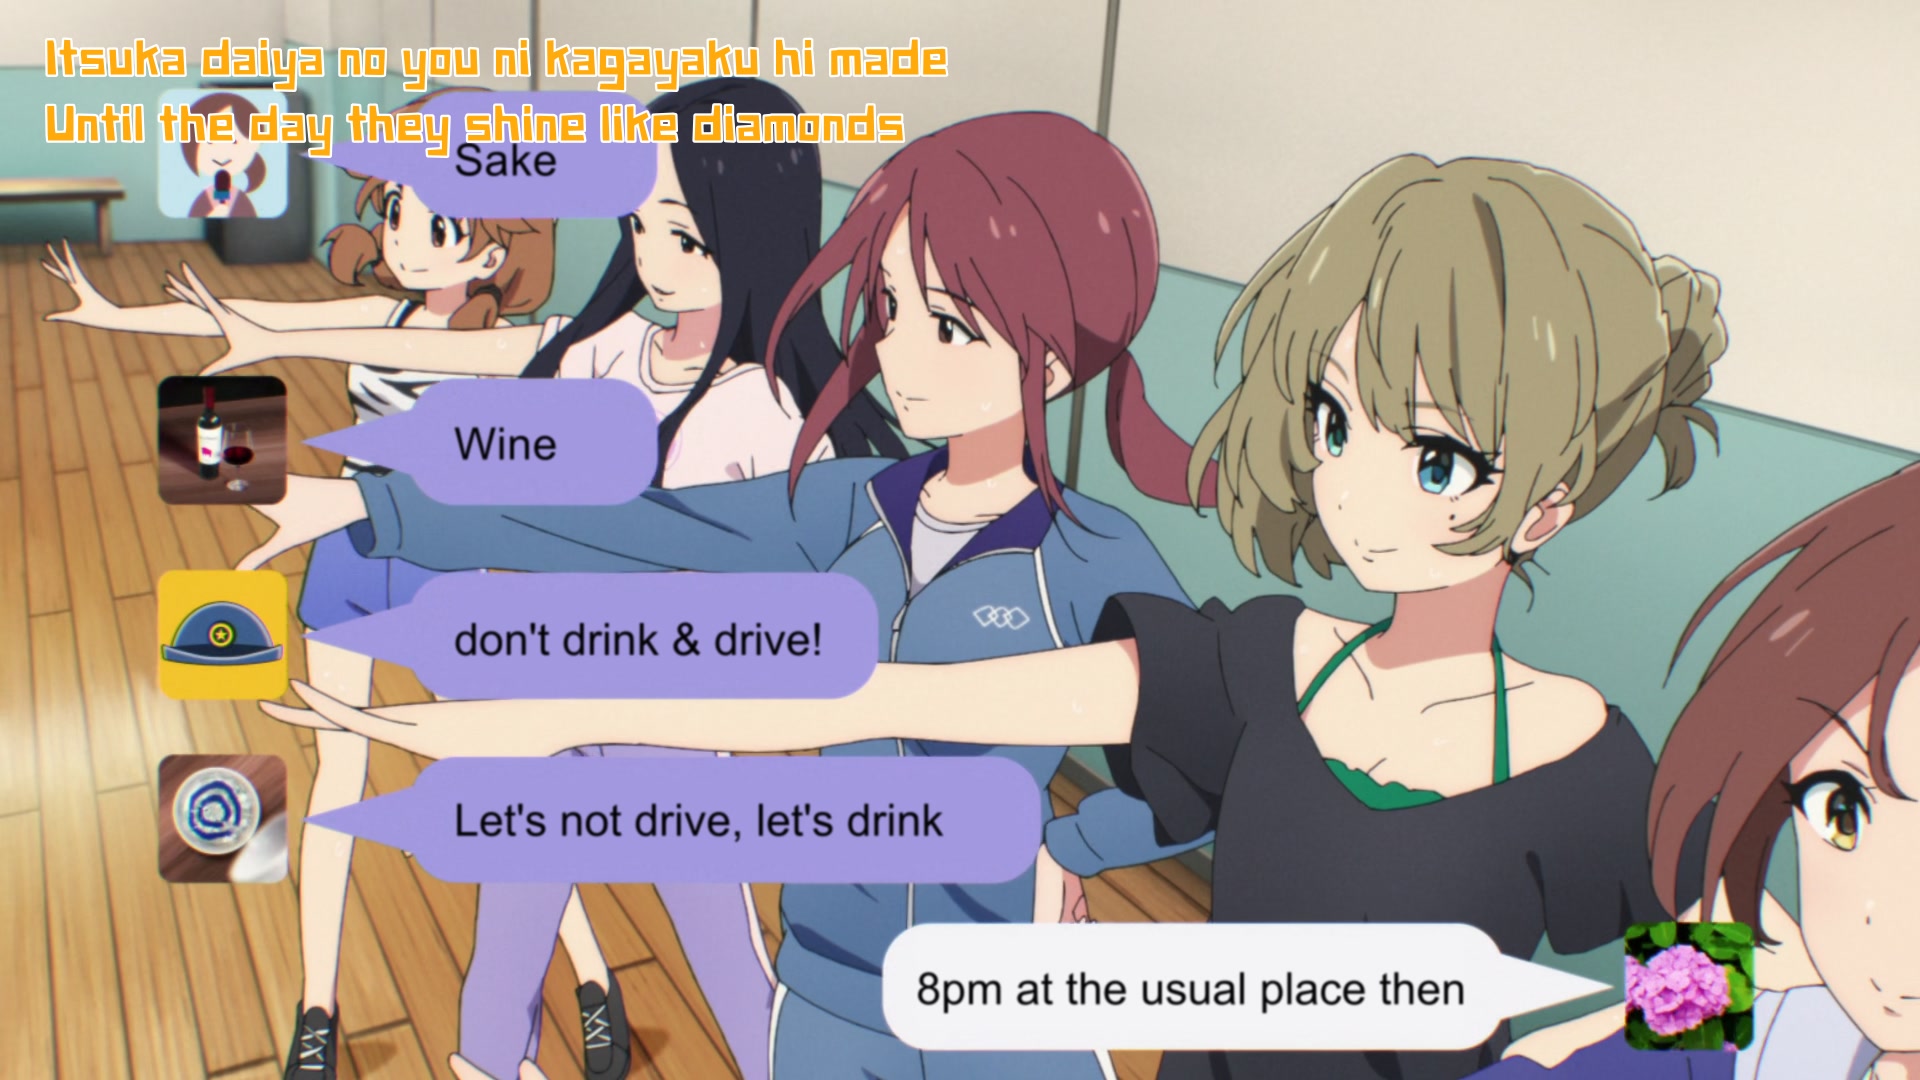 Itsuka daiya no you ni kagayaku hi made
Until the day they shine like diamonds
Sake
Wine
don't drink & drive!
Let's not drive, let's drink
8pm at the usual place then